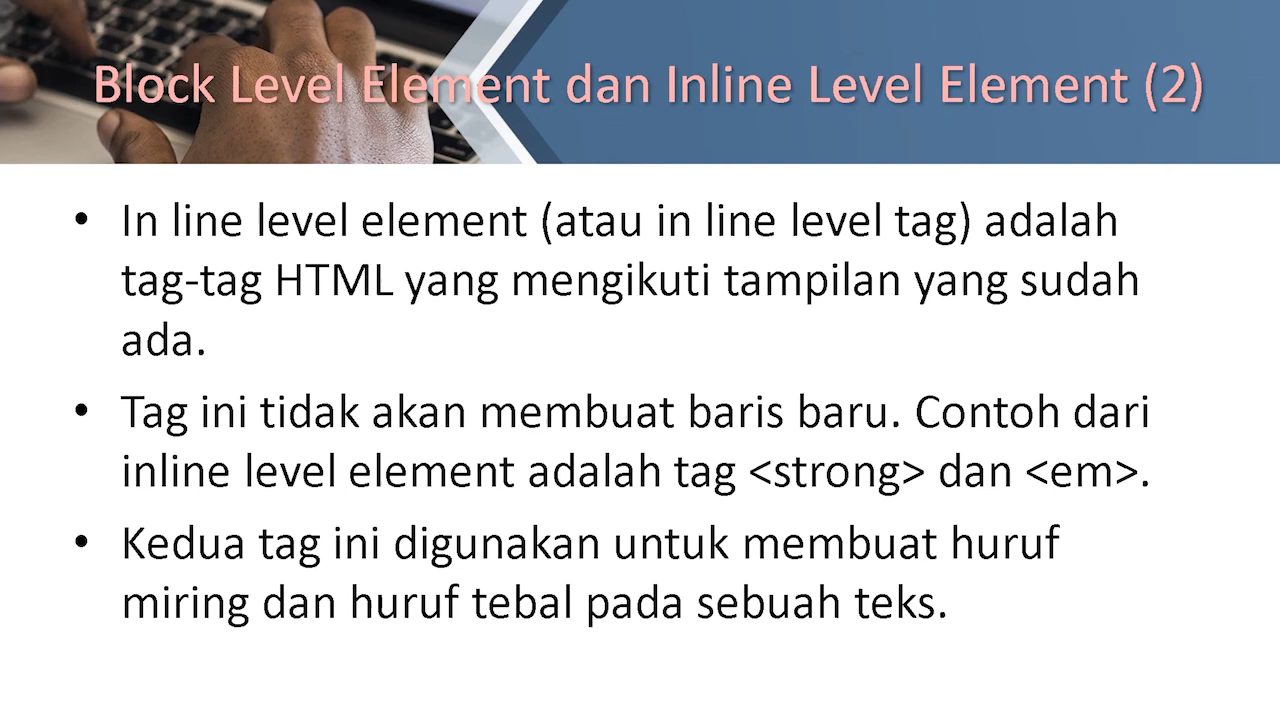 Block Level Element dan Inline Level Element (2)
• In line level element (atau in line level tag) adalah
tag-tag HTML yang mengikuti tampilan yang sudah
ada.
• Tag ini tidak akan membuat baris baru. Contoh dari
inline level element adalah tag <strong> dan <em>.
• Kedua tag ini digunakan untuk membuat huruf
miring dan huruf tebal pada sebuah teks.